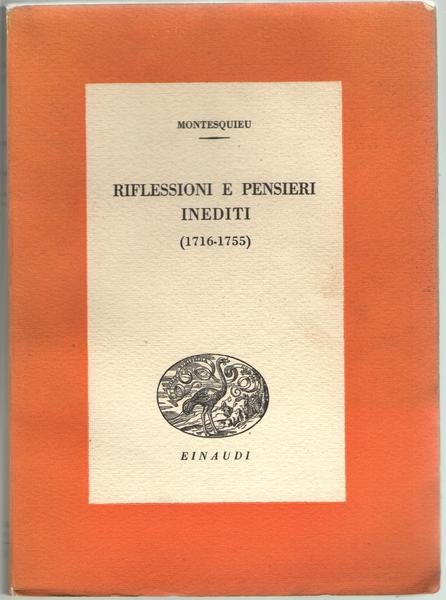 MONTESQUIEU
RIFLESSIONI E PENSIERI
INEDITI
(1716-1755)
EINAUDI